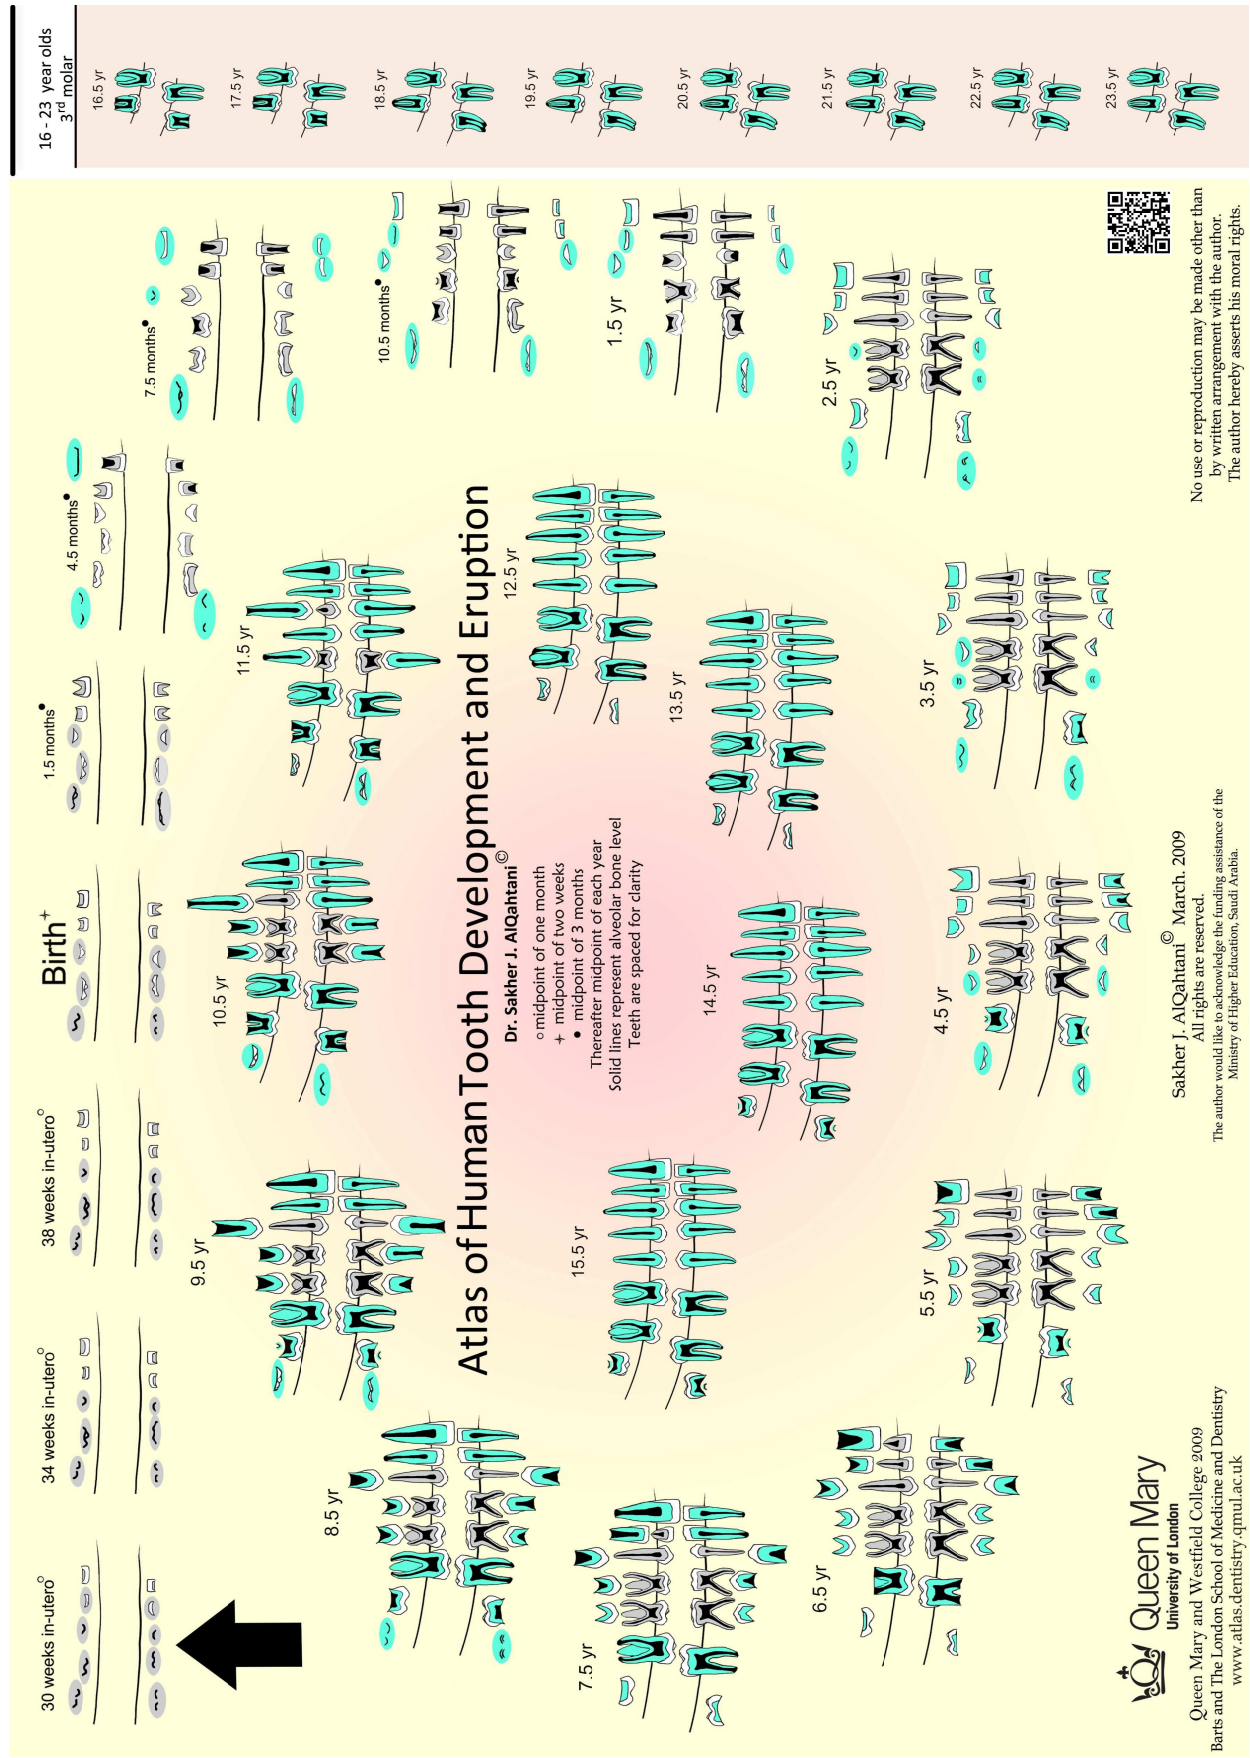 30 weeks in-utero○
34 weeks in-utero○
38 weeks in-utero○
Birth+
1.5 months●
4.5 months●
7.5 months●
10.5 months●
1.5 yr
2.5 yr
3.5 yr
4.5 yr
5.5 yr
6.5 yr
7.5 yr
8.5 yr
9.5 yr
10.5 yr
11.5 yr
12.5 yr
13.5 yr
14.5 yr
15.5 yr
Atlas of Human Tooth Development and Eruption
Dr. Sakher J. AlQahtani©
○ midpoint of one month
+ midpoint of two weeks
● midpoint of 3 months
Thereafter midpoint of each year
Solid lines represent alveolar bone level
Teeth are spaced for clarity
16 - 23 year olds
3rd molar
16.5 yr
17.5 yr
18.5 yr
19.5 yr
20.5 yr
21.5 yr
22.5 yr
23.5 yr
Queen Mary
University of London
Queen Mary and Westfield College 2009
Barts and The London School of Medicine and Dentistry
www.atlas.dentistry.qmul.ac.uk
Sakher J. AlQahtani© March. 2009
All rights are reserved.
The author would like to acknowledge the funding assistance of the
Ministry of Higher Education, Saudi Arabia.
No use or reproduction may be made other than
by written arrangement with the author.
The author hereby asserts his moral rights.